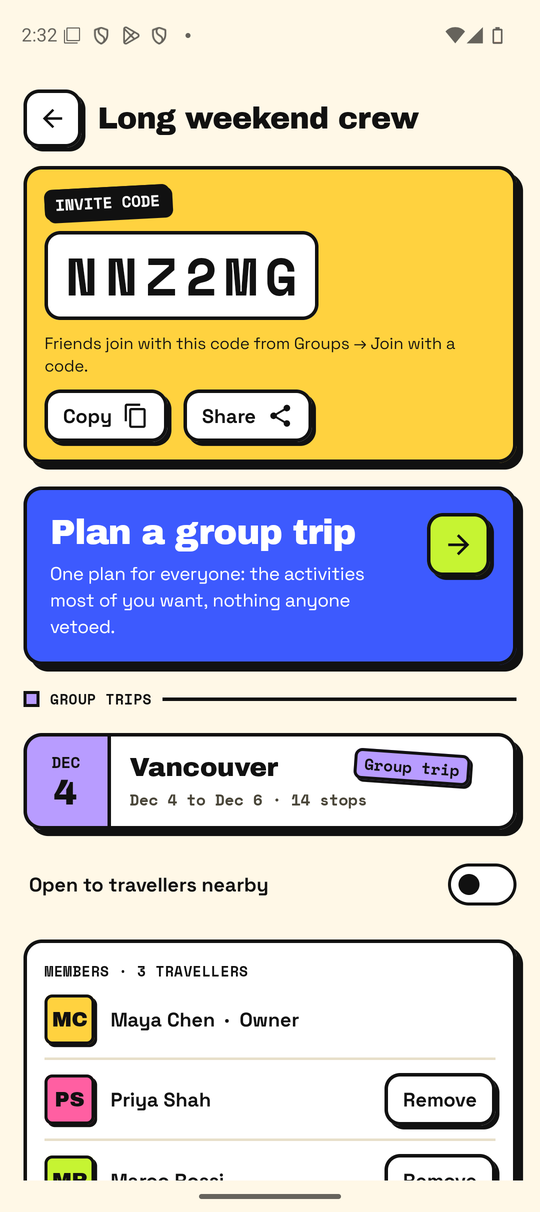 2:32
Long weekend crew
INVITE CODE
NNZ2MG
Friends join with this code from Groups → Join with a
code.
Copy
Share
Plan a group trip
One plan for everyone: the activities
most of you want, nothing anyone
vetoed.
GROUP TRIPS
DEC
4
Vancouver
Group trip
Dec 4 to Dec 6 · 14 stops
Open to travellers nearby
MEMBERS · 3 TRAVELLERS
MC
Maya Chen · Owner
PS
Priya Shah
Remove